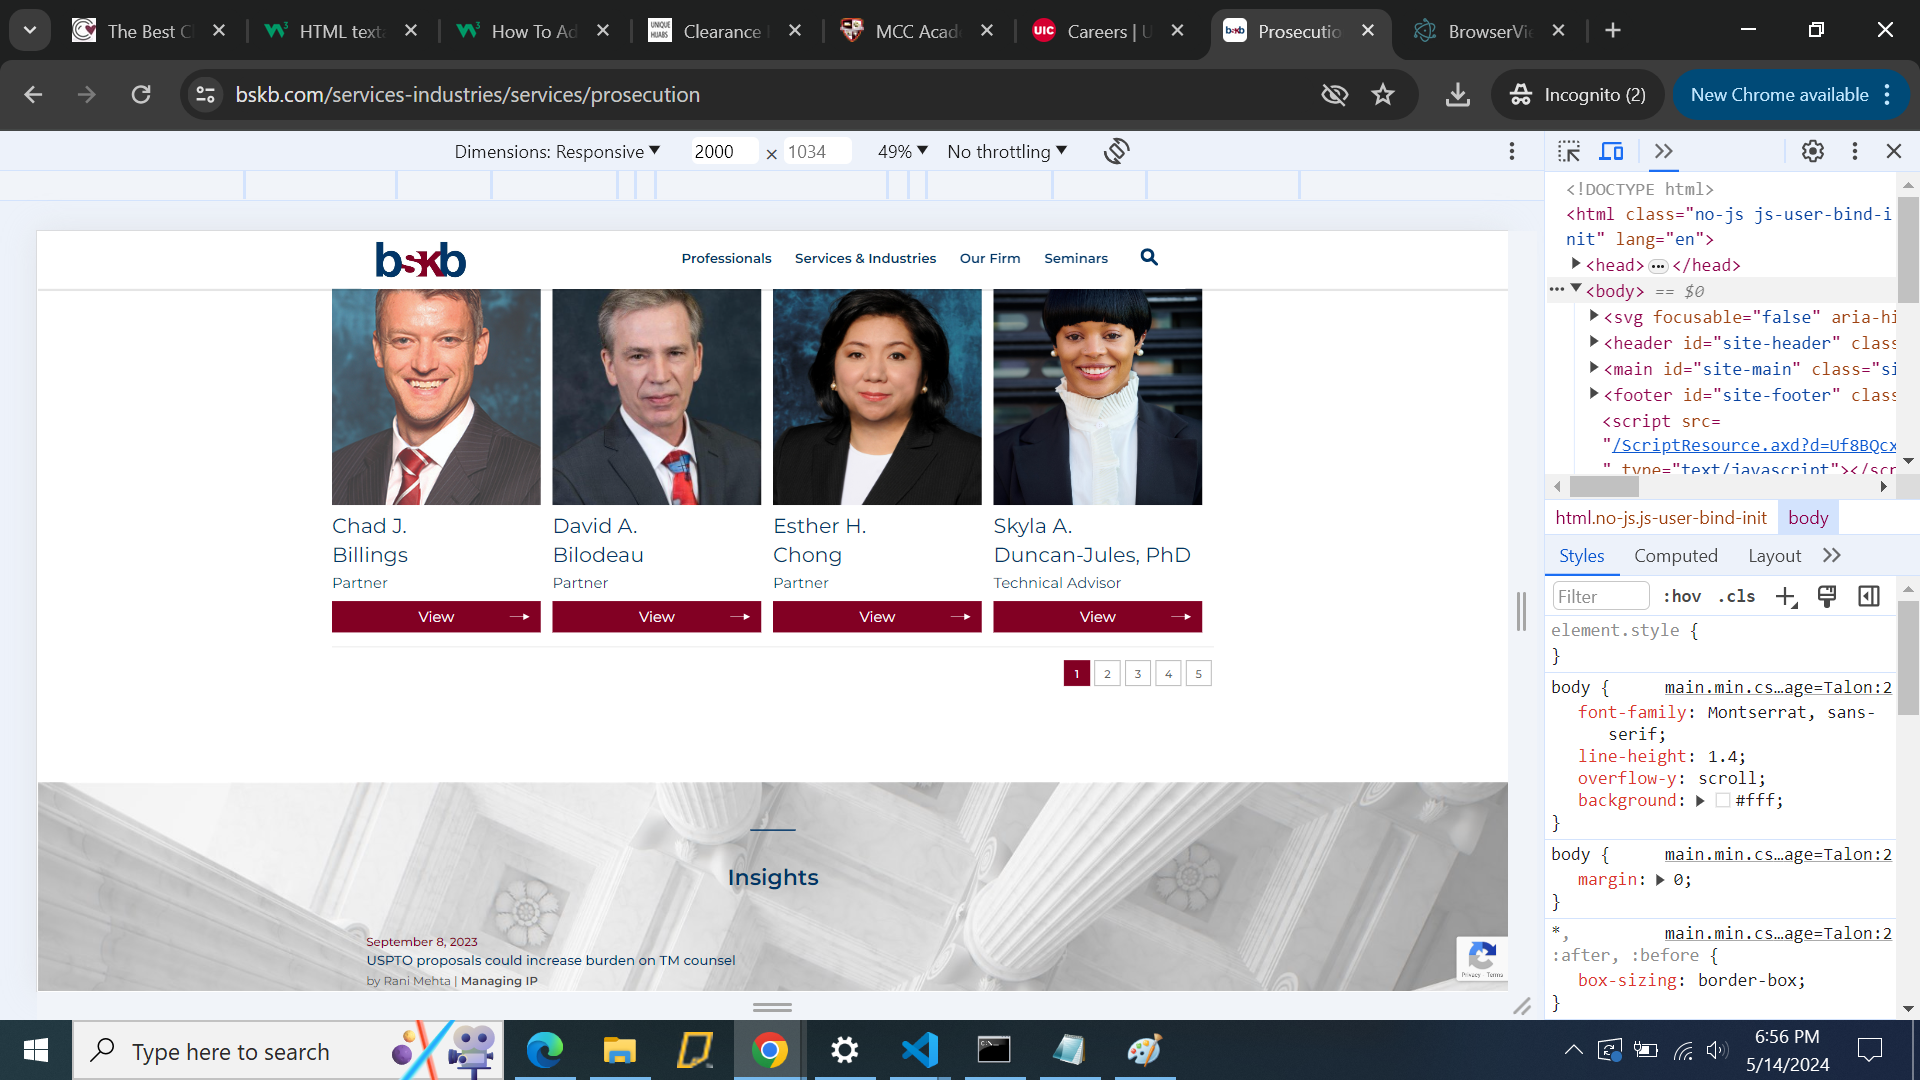 The Best C
HTML texta
How To Ad
UNIQUE HIJABS
Clearance
MCC Acad
UIC
Careers | U
bskb
Prosecutio
BrowserVie
bskb.com/services-industries/services/prosecution
Incognito (2)
New Chrome available
Dimensions: Responsive
2000 × 1034
49%
No throttling
bskb
Professionals
Services & Industries
Our Firm
Seminars
Chad J.
Billings
Partner
View
David A.
Bilodeau
Partner
View
Esther H.
Chong
Partner
View
Skyla A.
Duncan-Jules, PhD
Technical Advisor
View
1 2 3 4 5
Insights
September 8, 2023
USPTO proposals could increase burden on TM counsel
by Rani Mehta | Managing IP
Privacy - Terms
<!DOCTYPE html>
<html class="no-js js-user-bind-i
nit" lang="en">
<head> ••• </head>
••• <body> == $0
<svg focusable="false" aria-hi
<header id="site-header" class
<main id="site-main" class="si
<footer id="site-footer" class
<script src=
"/ScriptResource.axd?d=Uf8BQcx
" type="text/javascript"></scr
html.no-js.js-user-bind-init
body
Styles
Computed
Layout
Filter
:hov
.cls
element.style {
}
body {
main.min.cs…age=Talon:2
font-family: Montserrat, sans-
serif;
line-height: 1.4;
overflow-y: scroll;
background: #fff;
}
body {
main.min.cs…age=Talon:2
margin: 0;
}
*,
main.min.cs…age=Talon:2
:after, :before {
box-sizing: border-box;
}
Type here to search
6:56 PM
5/14/2024